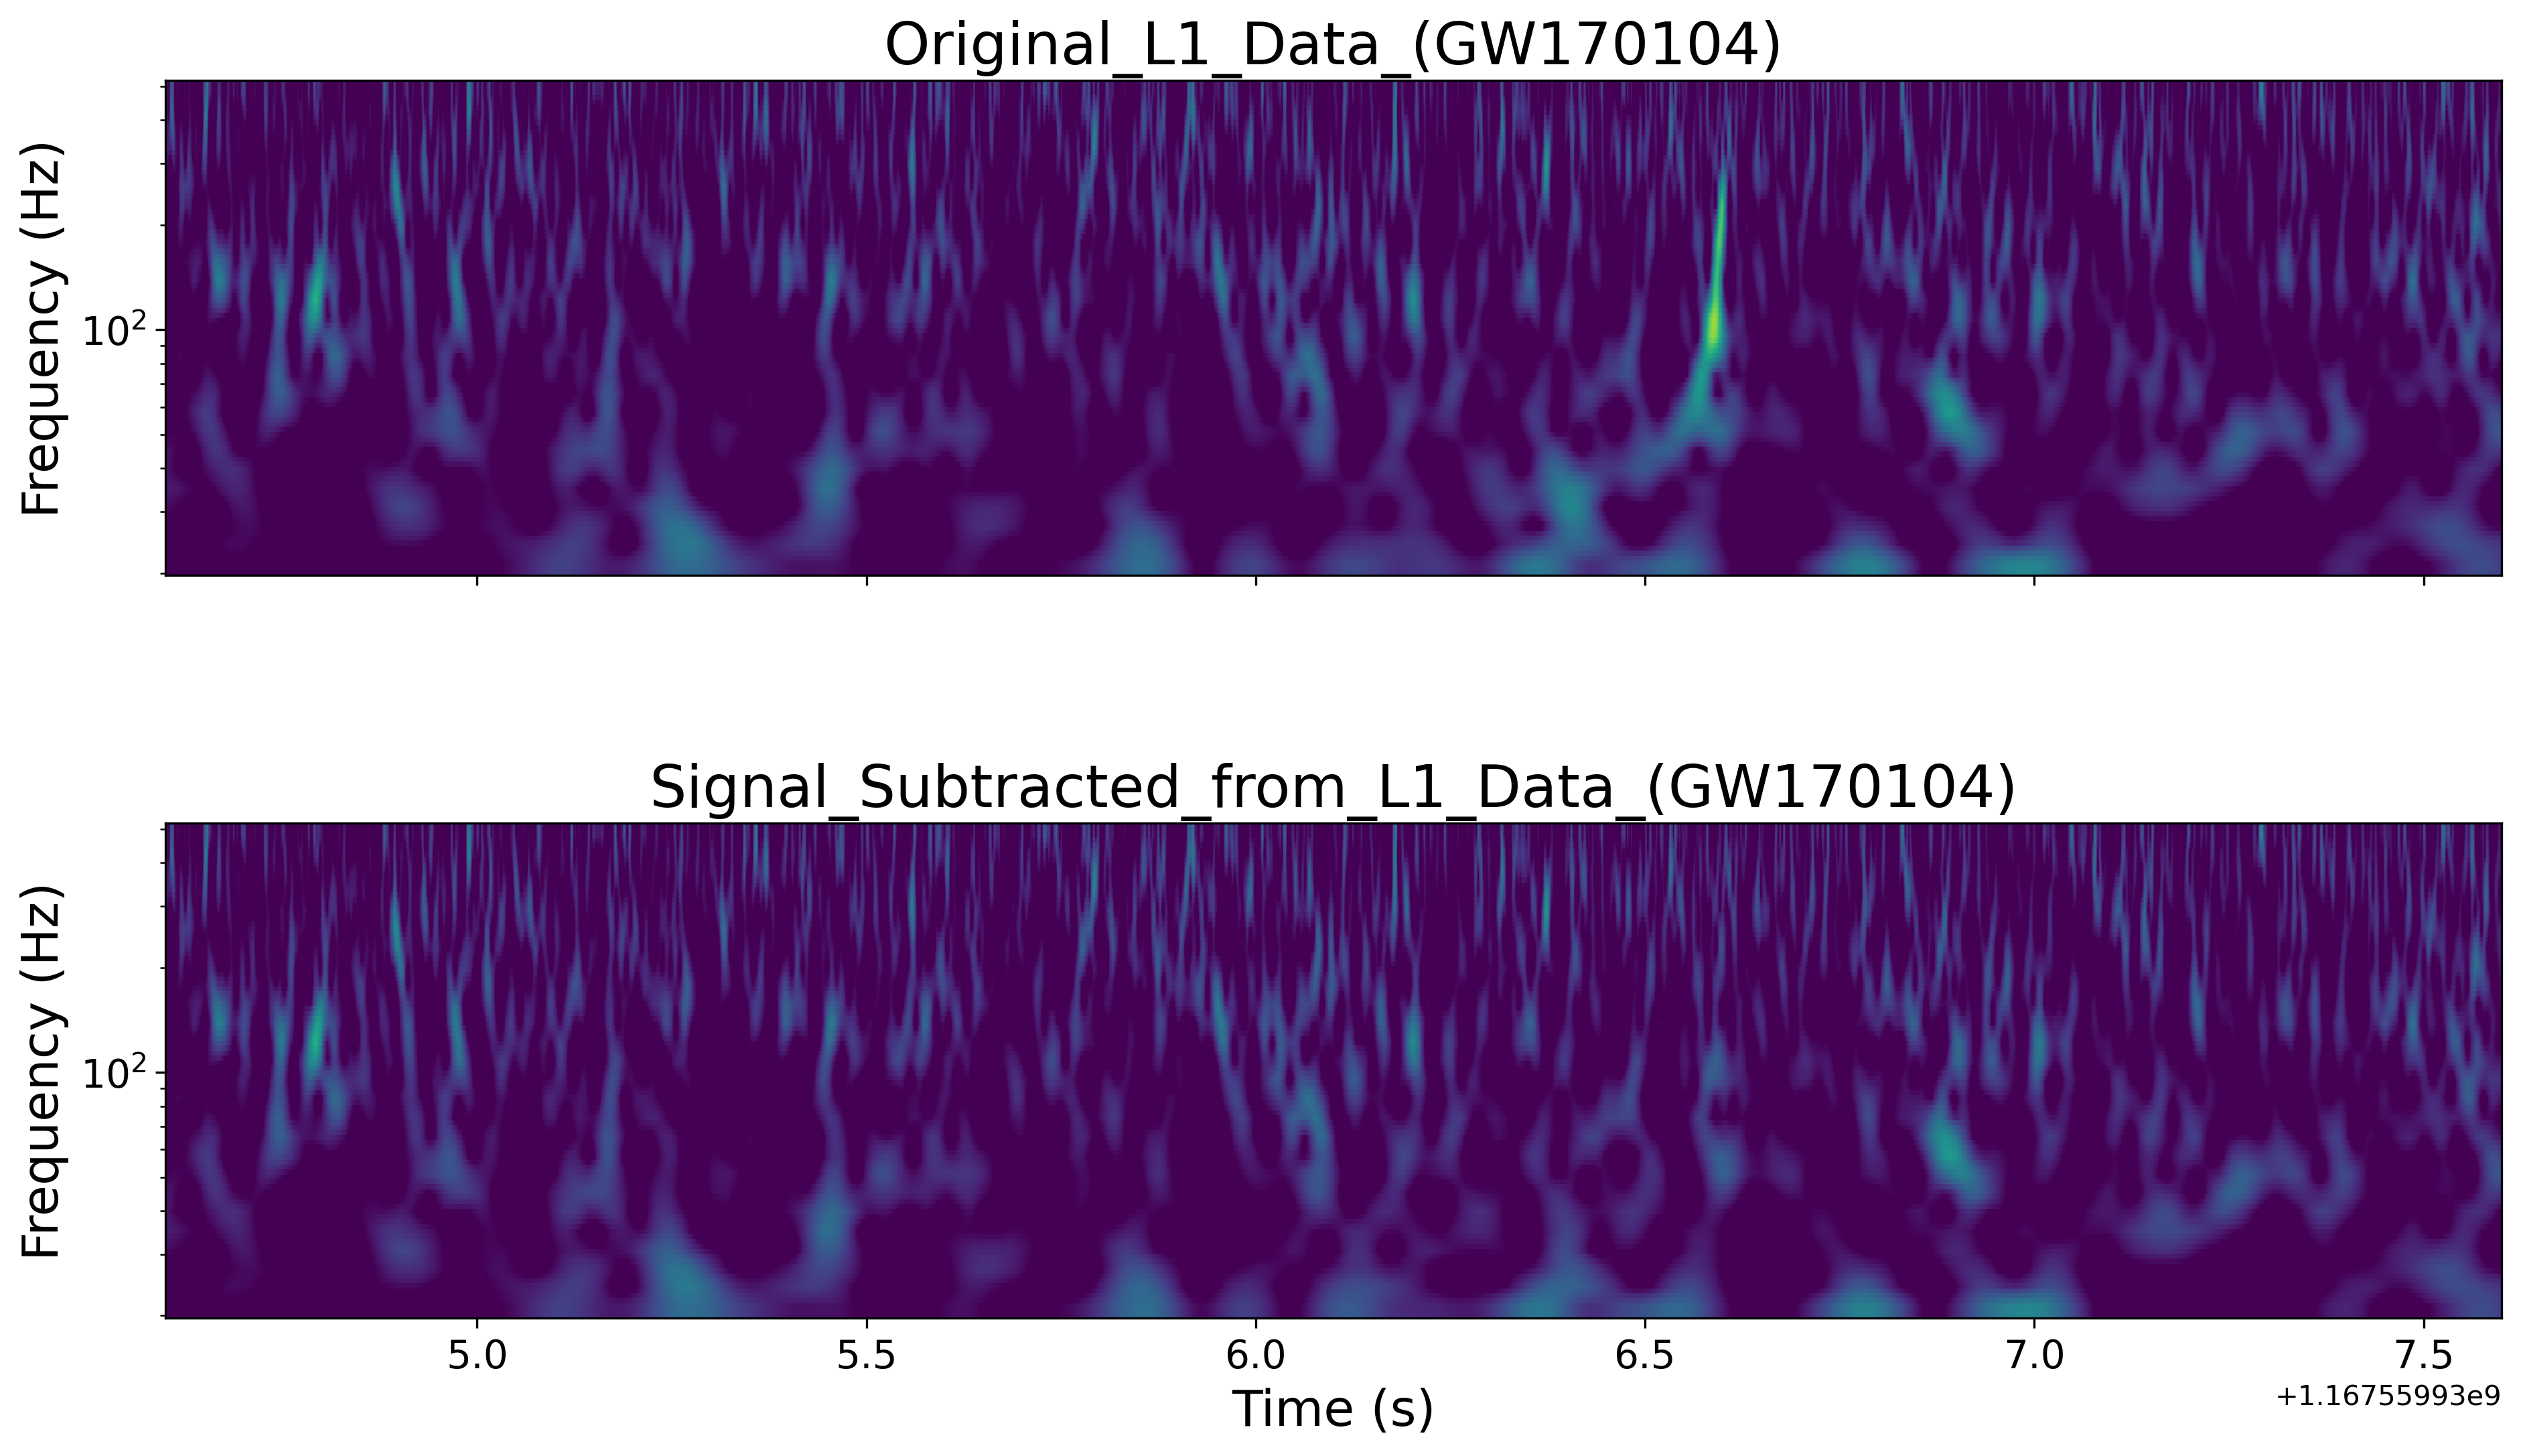 Original_L1_Data_(GW170104)
Frequency (Hz)
10²
Signal_Subtracted_from_L1_Data_(GW170104)
Frequency (Hz)
10²
5.0 5.5 6.0 6.5 7.0 7.5
Time (s)
+1.16755993e9